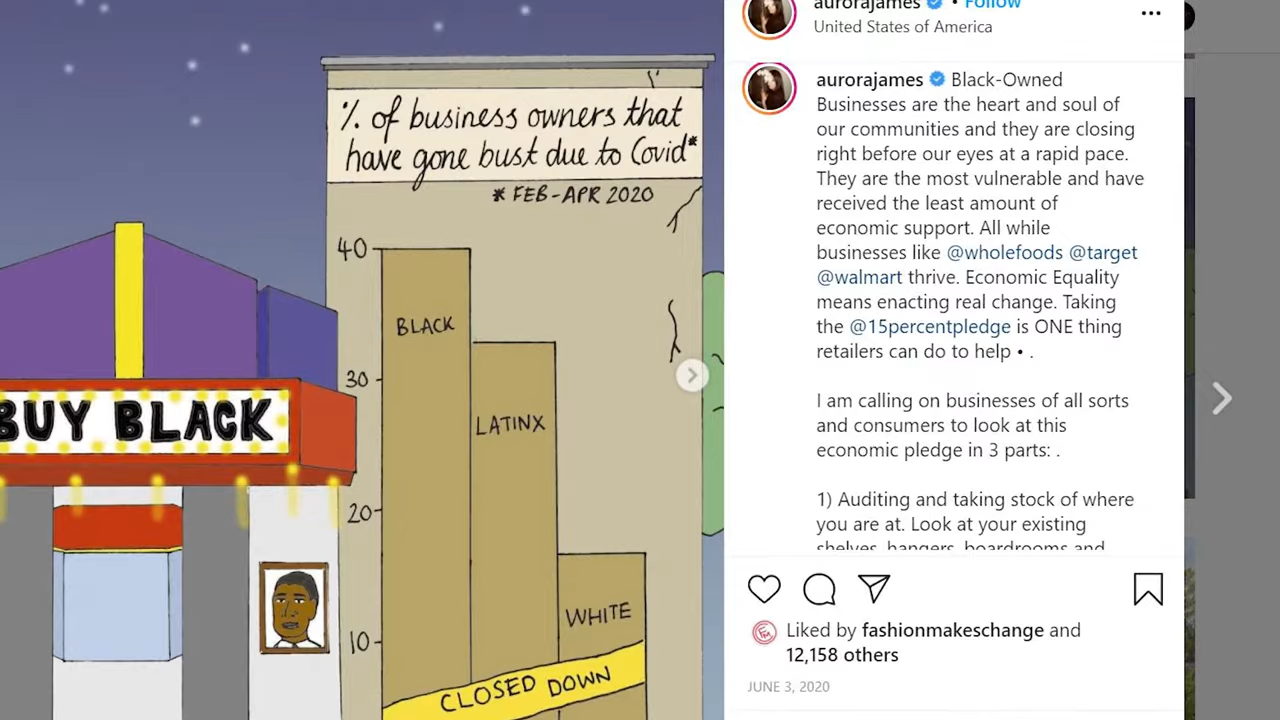 % of business owners that
have gone bust due to Covid*
* FEB-APR 2020
40
BLACK
30
LATINX
BUY BLACK
20
WHITE
10
CLOSED DOWN
aurorajames • Follow
United States of America
aurorajames Black-Owned
Businesses are the heart and soul of
our communities and they are closing
right before our eyes at a rapid pace.
They are the most vulnerable and have
received the least amount of
economic support. All while
businesses like @wholefoods @target
@walmart thrive. Economic Equality
means enacting real change. Taking
the @15percentpledge is ONE thing
retailers can do to help • .
I am calling on businesses of all sorts
and consumers to look at this
economic pledge in 3 parts: .
1) Auditing and taking stock of where
you are at. Look at your existing
shelves, hangers, boardrooms and
Liked by fashionmakeschange and
12,158 others
JUNE 3, 2020